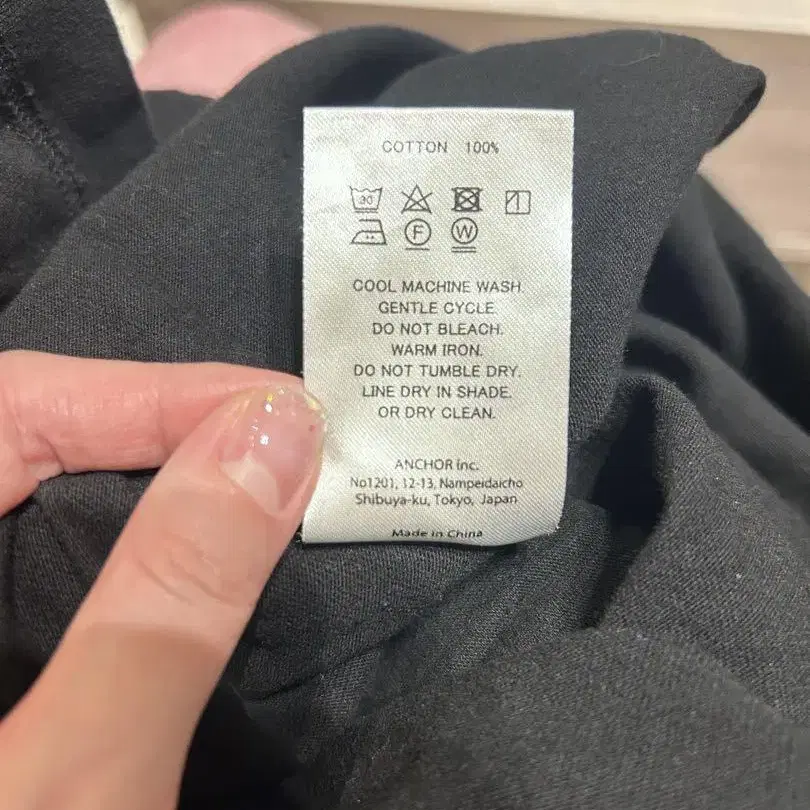 COTTON 100%
30
F W
COOL MACHINE WASH
GENTLE CYCLE.
DO NOT BLEACH.
WARM IRON.
DO NOT TUMBLE DRY.
LINE DRY IN SHADE.
OR DRY CLEAN.
ANCHOR inc.
No1201, 12-13, Nampeidaicho
Shibuya-ku, Tokyo, Japan
Made in China